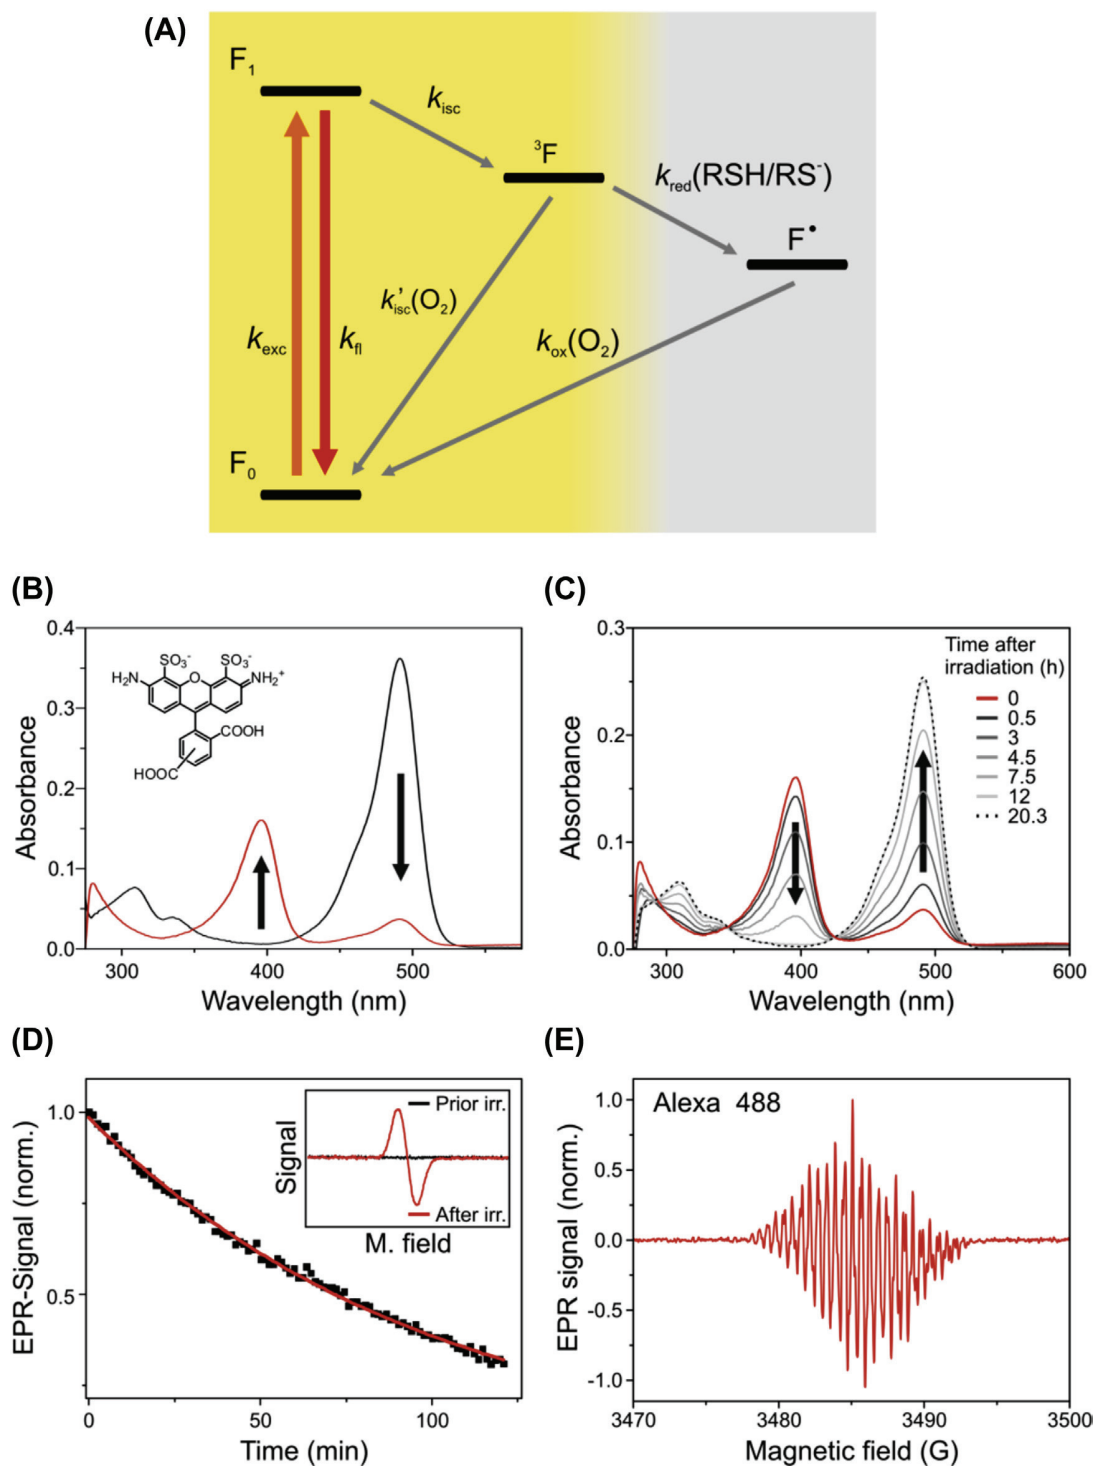 (A)
F1
kisc
3F
kred(RSH/RS-)
F•
k'isc(O2)
kexc
kfl
kox(O2)
F0
(B)
0.4
0.3
0.2
0.1
0.0
Absorbance
SO3-
SO3-
H2N
O
NH2+
COOH
HOOC
300
400
500
Wavelength (nm)
(C)
0.3
0.2
0.1
0.0
Absorbance
Time after
irradiation (h)
0
0.5
3
4.5
7.5
12
20.3
300
400
500
600
Wavelength (nm)
(D)
1.0
0.5
EPR-Signal (norm.)
Prior irr.
Signal
After irr.
M. field
0
50
100
Time (min)
(E)
Alexa 488
1.0
0.5
0.0
-0.5
-1.0
EPR signal (norm.)
3470
3480
3490
3500
Magnetic field (G)